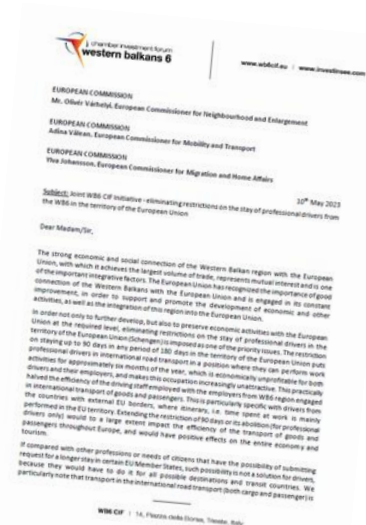 chamber investment forum
western balkans 6
www.wb6cif.eu | www.investinsee.com
EUROPEAN COMMISSION
Mr. Olivér Várhelyi, European Commissioner for Neighbourhood and Enlargement
EUROPEAN COMMISSION
Adina Vălean, European Commissioner for Mobility and Transport
EUROPEAN COMMISSION
Ylva Johansson, European Commissioner for Migration and Home Affairs
10th May 2023
Subject: Joint WB6 CIF Initiative - eliminating restrictions on the stay of professional drivers from
the WB6 in the territory of the European Union
Dear Madam/Sir,
The strong economic and social connection of the Western Balkan region with the European
Union, with which it achieves the largest volume of trade, represents mutual interest and is one
of the important integrative factors. The European Union has recognized the importance of good
connection of the Western Balkans with the European Union and is engaged in its constant
improvement, in order to support and promote the development of economic and other
activities, as well as the integration of this region into the European Union.
In order not only to develop, but also to preserve economic activities with the European
Union at the required level, eliminating restrictions on the stay of professional drivers in the
territory of the European Union (Schengen) is imposed as one of the priority issues. The restriction
on staying up to 90 days in any period of 180 days in the territory of the European Union puts
professional drivers in international road transport in a position where they can perform work
activities for approximately six months of the year, which is economically unprofitable for both
drivers and their employers, and makes this occupation increasingly unattractive. This practically
halved the efficiency of the driving staff employed with the employers from WB6 region engaged
in international transport of goods and passengers. This is particularly specific with drivers from
the countries with external EU borders, where itinerary, i.e. time spent at work is mainly
performed in the EU territory. Extending the restriction of 90 days or its abolition (for professional
drivers only) would to a large extent impact the efficiency of the transport of goods and
passengers throughout Europe, and would have positive effects on the entire economy and
tourism.
If compared with other professions or needs of citizens that have the possibility of submitting
request for a longer stay in certain EU Member States, such possibility is not a solution for drivers,
because they would have to do it for all possible destinations and transit countries. We
particularly note that transport in the international road transport (both cargo and passenger) is
WB6 CIF | 14, Piazza della Borsa, Trieste, Italy